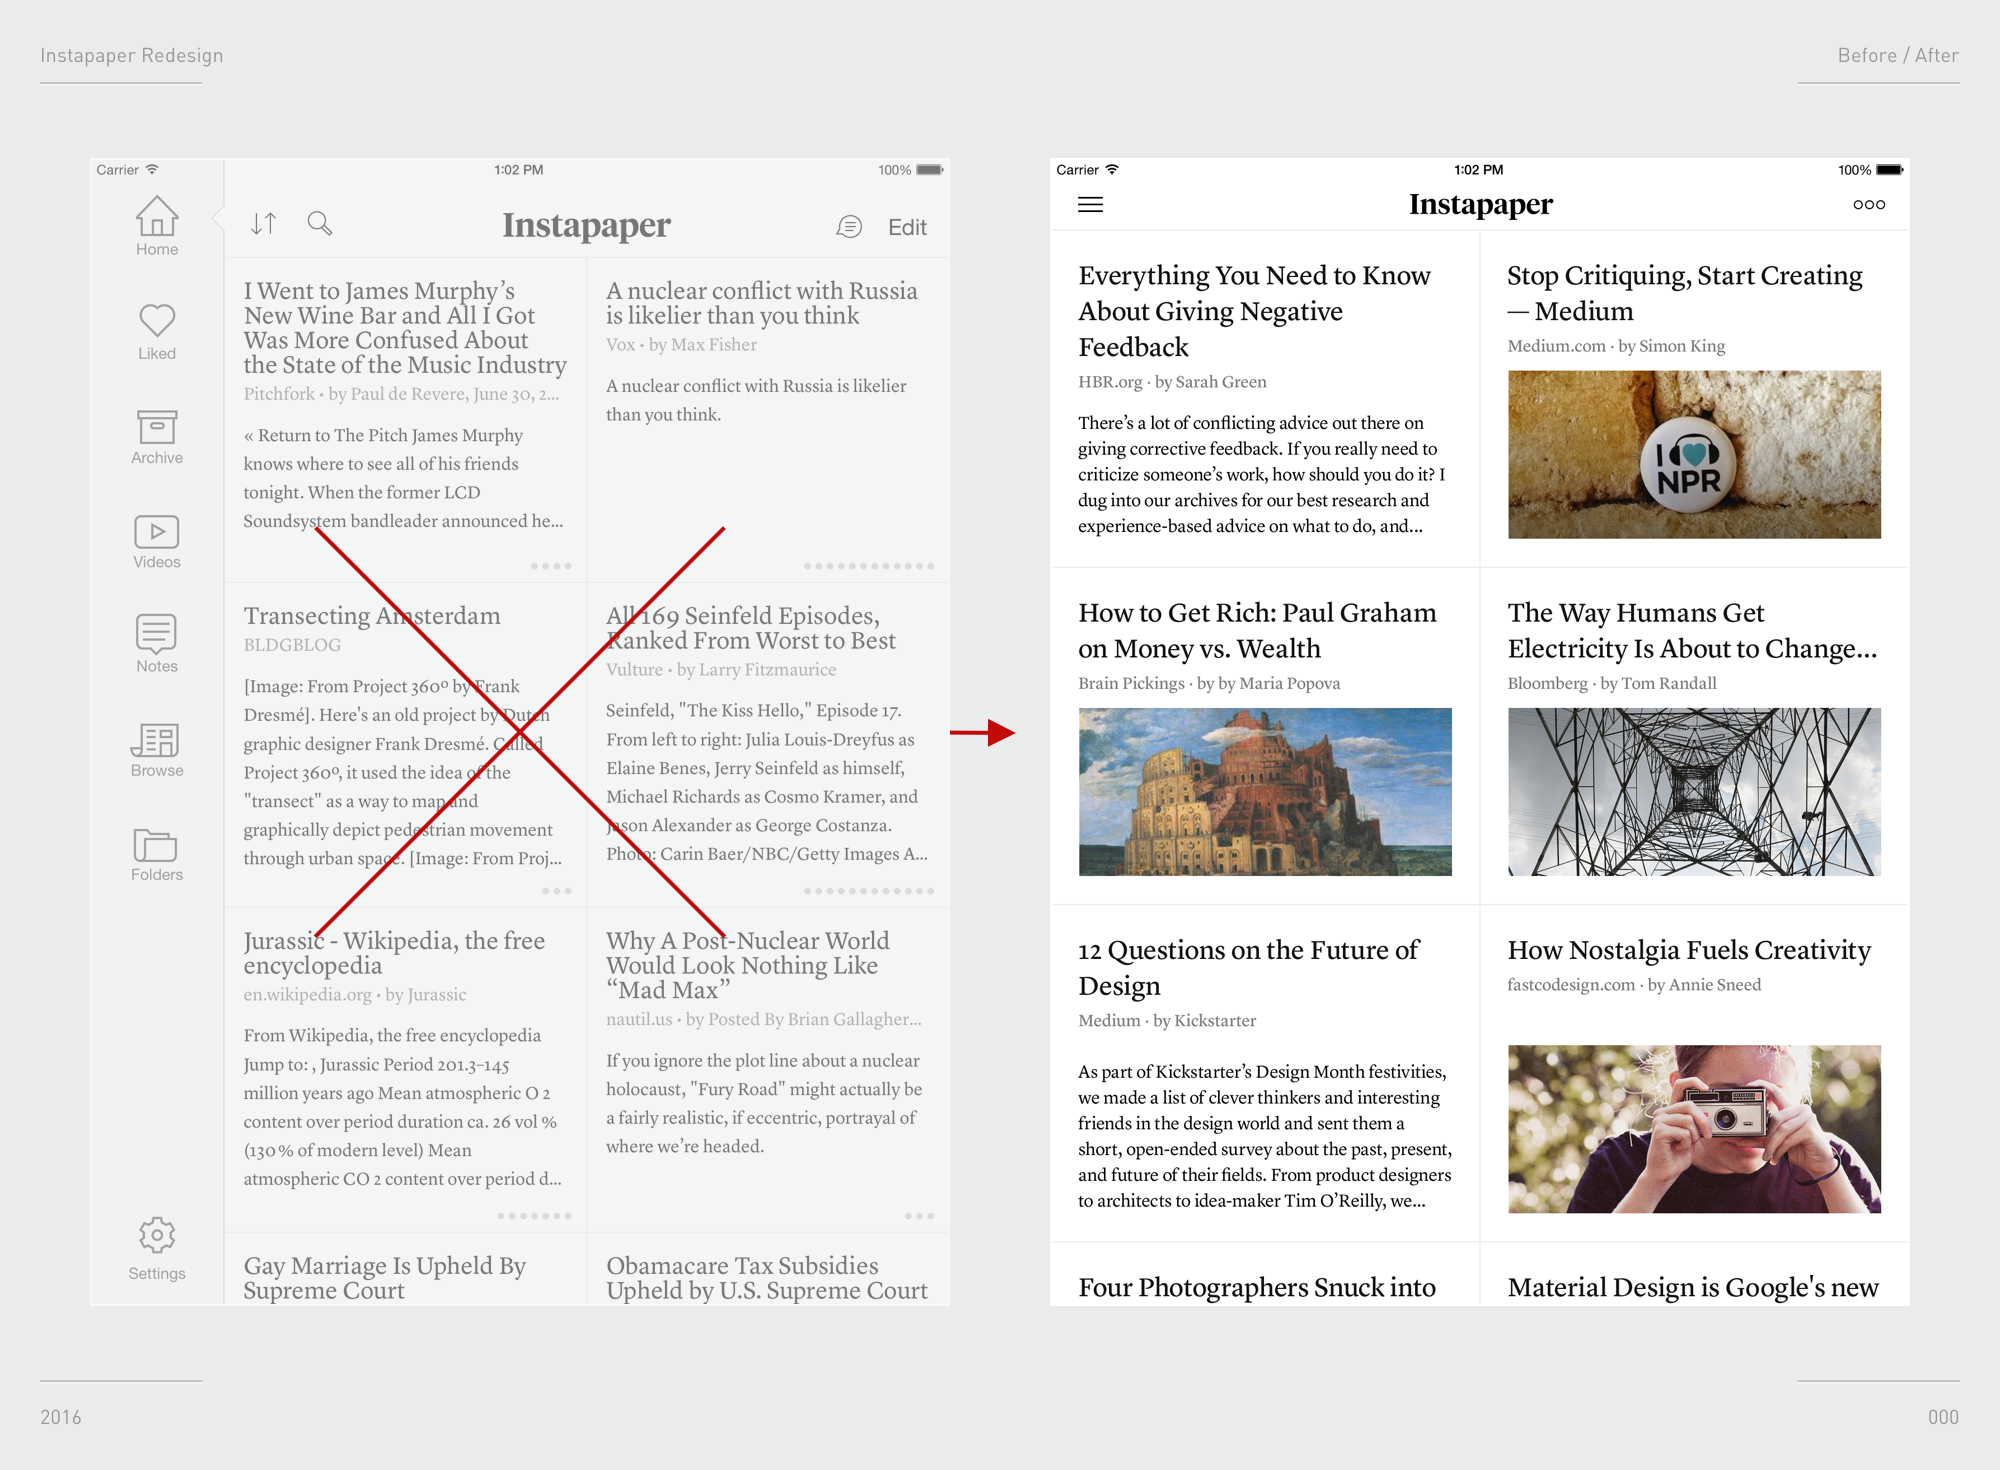 Instapaper Redesign
Before / After
Carrier
1:02 PM
100%
Home
Liked
Archive
Videos
Notes
Browse
Folders
Settings
Instapaper
Edit
I Went to James Murphy’s
New Wine Bar and All I Got
Was More Confused About
the State of the Music Industry
Pitchfork • by Paul de Revere, June 30, 2...
« Return to The Pitch James Murphy
knows where to see all of his friends
tonight. When the former LCD
Soundsystem bandleader announced he...
A nuclear conflict with Russia
is likelier than you think
Vox • by Max Fisher
A nuclear conflict with Russia is likelier
than you think.
Transecting Amsterdam
BLDGBLOG
[Image: From Project 360º by Frank
Dresmé]. Here's an old project by Dutch
graphic designer Frank Dresmé. Called
Project 360º, it used the idea of the
"transect" as a way to map and
graphically depict pedestrian movement
through urban space. [Image: From Proj...
All 169 Seinfeld Episodes,
Ranked From Worst to Best
Vulture • by Larry Fitzmaurice
Seinfeld, "The Kiss Hello," Episode 17.
From left to right: Julia Louis-Dreyfus as
Elaine Benes, Jerry Seinfeld as himself,
Michael Richards as Cosmo Kramer, and
Jason Alexander as George Costanza.
Photo: Carin Baer/NBC/Getty Images A...
Jurassic - Wikipedia, the free
encyclopedia
en.wikipedia.org • by Jurassic
From Wikipedia, the free encyclopedia
Jump to: , Jurassic Period 201.3–145
million years ago Mean atmospheric O 2
content over period duration ca. 26 vol %
(130 % of modern level) Mean
atmospheric CO 2 content over period d...
Why A Post-Nuclear World
Would Look Nothing Like
“Mad Max”
nautil.us • by Posted By Brian Gallagher...
If you ignore the plot line about a nuclear
holocaust, "Fury Road" might actually be
a fairly realistic, if eccentric, portrayal of
where we’re headed.
Gay Marriage Is Upheld By
Supreme Court
Obamacare Tax Subsidies
Upheld by U.S. Supreme Court
Carrier
1:02 PM
100%
Instapaper
Everything You Need to Know
About Giving Negative
Feedback
HBR.org · by Sarah Green
There’s a lot of conflicting advice out there on
giving corrective feedback. If you really need to
criticize someone’s work, how should you do it? I
dug into our archives for our best research and
experience-based advice on what to do, and...
Stop Critiquing, Start Creating
— Medium
Medium.com · by Simon King
I
NPR
How to Get Rich: Paul Graham
on Money vs. Wealth
Brain Pickings · by by Maria Popova
The Way Humans Get
Electricity Is About to Change...
Bloomberg · by Tom Randall
12 Questions on the Future of
Design
Medium · by Kickstarter
As part of Kickstarter’s Design Month festivities,
we made a list of clever thinkers and interesting
friends in the design world and sent them a
short, open-ended survey about the past, present,
and future of their fields. From product designers
to architects to idea-maker Tim O’Reilly, we...
How Nostalgia Fuels Creativity
fastcodesign.com · by Annie Sneed
Four Photographers Snuck into
Material Design is Google's new
2016
000